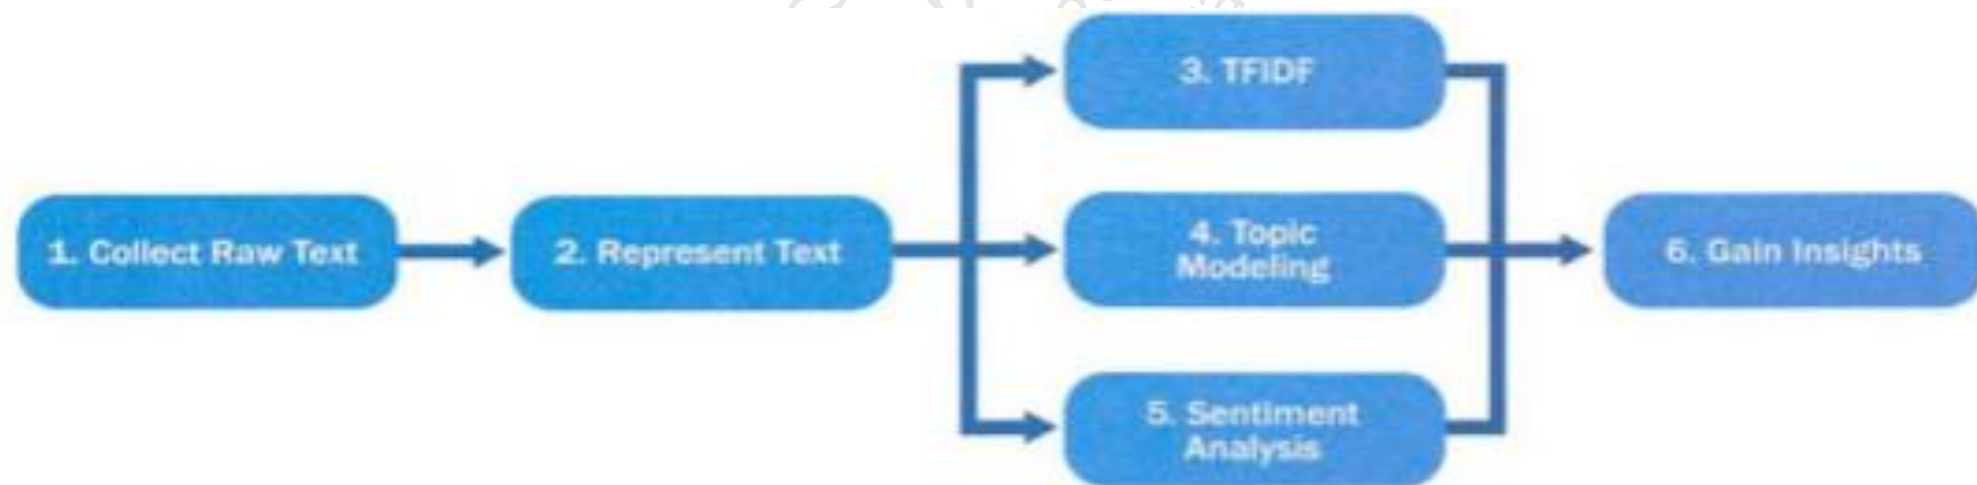 1. Collect Raw Text
2. Represent Text
3. TFIDF
4. Topic
Modeling
5. Sentiment
Analysis
6. Gain Insights